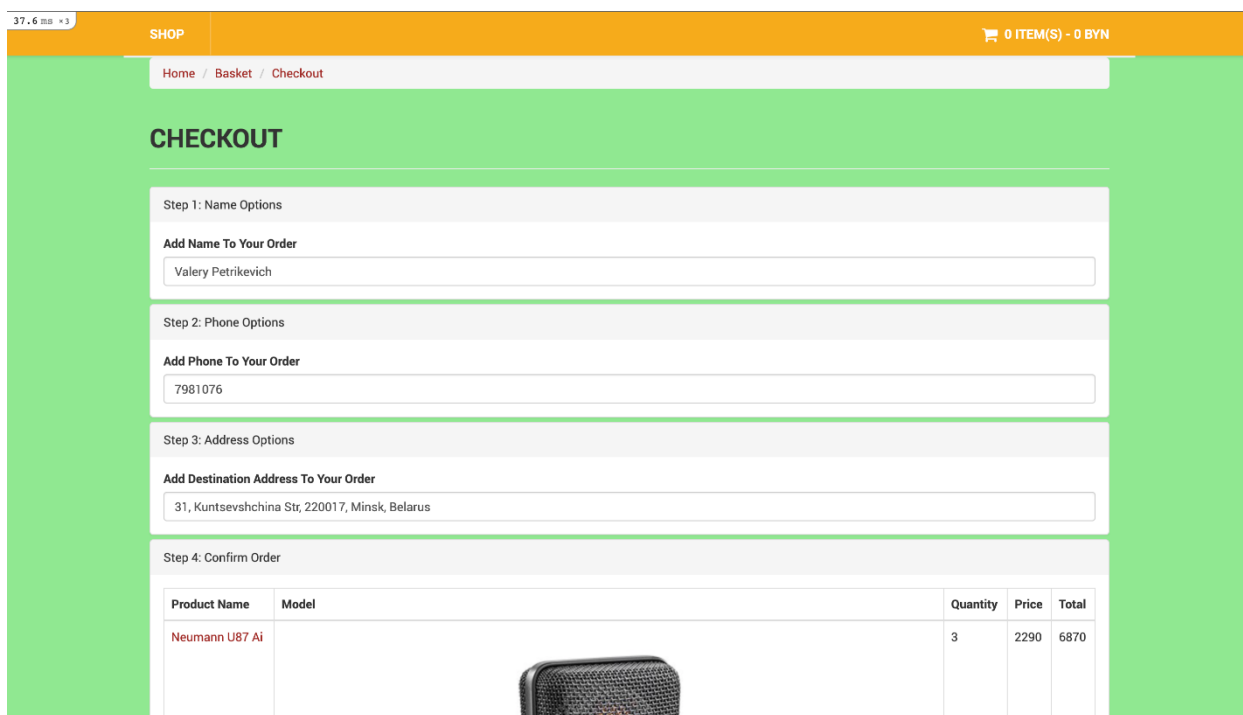 37.6 ms ×3
SHOP
0 ITEM(S) - 0 BYN
Home / Basket / Checkout
CHECKOUT
Step 1: Name Options
Add Name To Your Order
Valery Petrikevich
Step 2: Phone Options
Add Phone To Your Order
7981076
Step 3: Address Options
Add Destination Address To Your Order
31, Kuntsevshchina Str, 220017, Minsk, Belarus
Step 4: Confirm Order
Product Name Model Quantity Price Total
Neumann U87 Ai 3 2290 6870